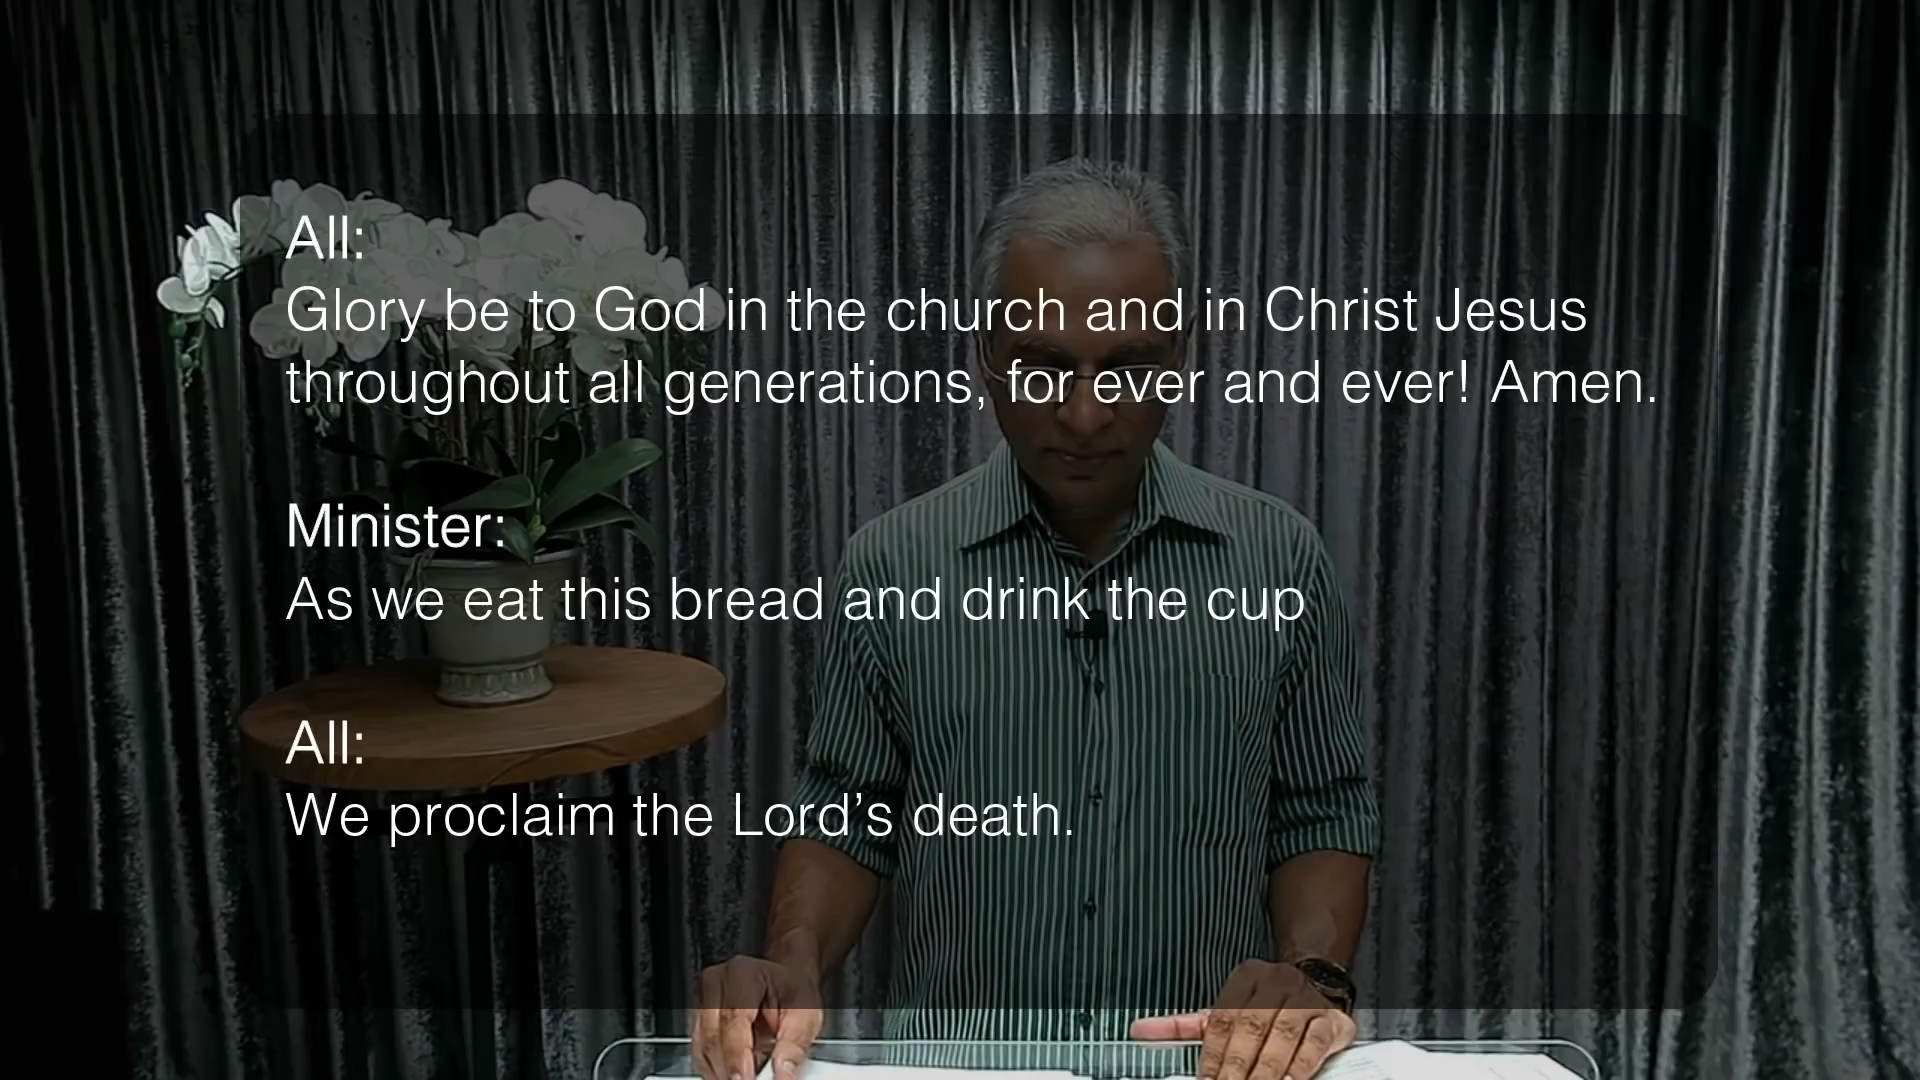 All:
Glory be to God in the church and in Christ Jesus
throughout all generations, for ever and ever! Amen.
Minister:
As we eat this bread and drink the cup
All:
We proclaim the Lord’s death.